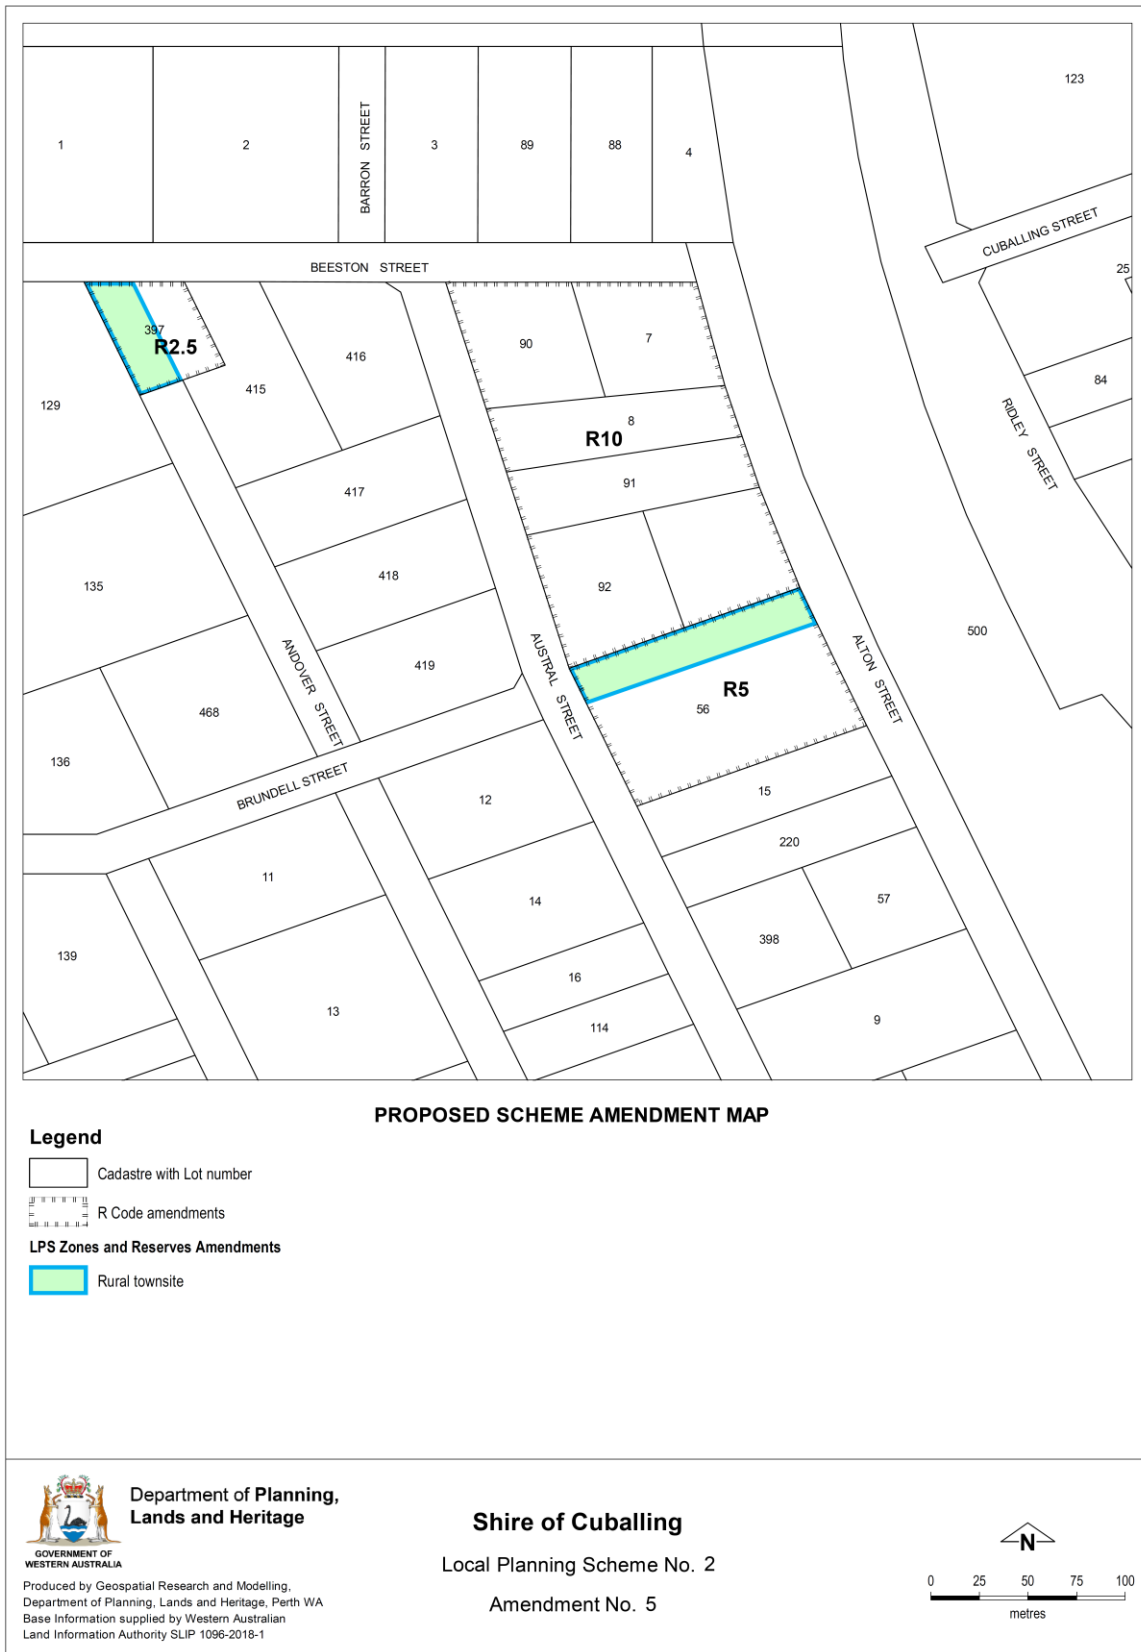 123
1
2
BARRON STREET
3
89
88
4
CUBALLING STREET
25
BEESTON STREET
397
R2.5
416
90
7
415
129
8
R10
84
RIDLEY STREET
417
91
135
418
92
ANDOVER STREET
419
AUSTRAL STREET
ALTON STREET
500
R5
56
468
136
BRUNDELL STREET
12
15
220
11
14
57
398
139
16
13
114
9
PROPOSED SCHEME AMENDMENT MAP
Legend
Cadastre with Lot number
R Code amendments
LPS Zones and Reserves Amendments
Rural townsite
GOVERNMENT OF
WESTERN AUSTRALIA
Department of Planning,
Lands and Heritage
Produced by Geospatial Research and Modelling,
Department of Planning, Lands and Heritage, Perth WA
Base Information supplied by Western Australian
Land Information Authority SLIP 1096-2018-1
Shire of Cuballing
Local Planning Scheme No. 2
Amendment No. 5
N
0 25 50 75 100
metres